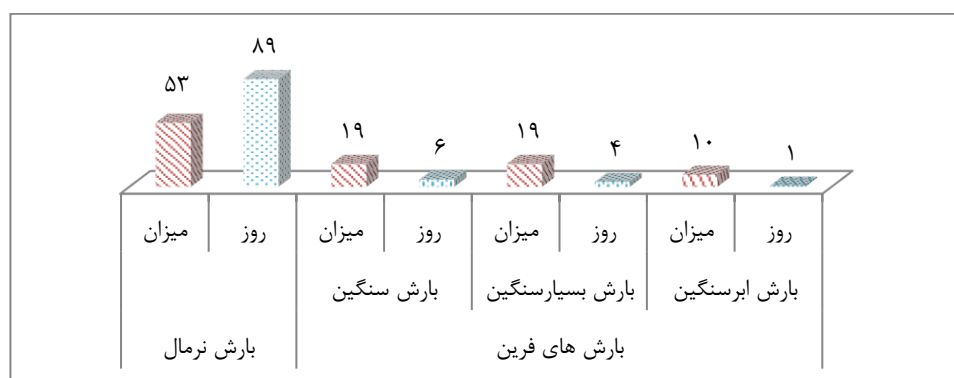 ۵۳ ۸۹ ۱۹ ۶ ۱۹ ۴ ۱۰ ۱
میزان روز میزان روز میزان روز میزان روز
بارش سنگین بارش بسیارسنگین بارش ابرسنگین
بارش نرمال بارش های فرین